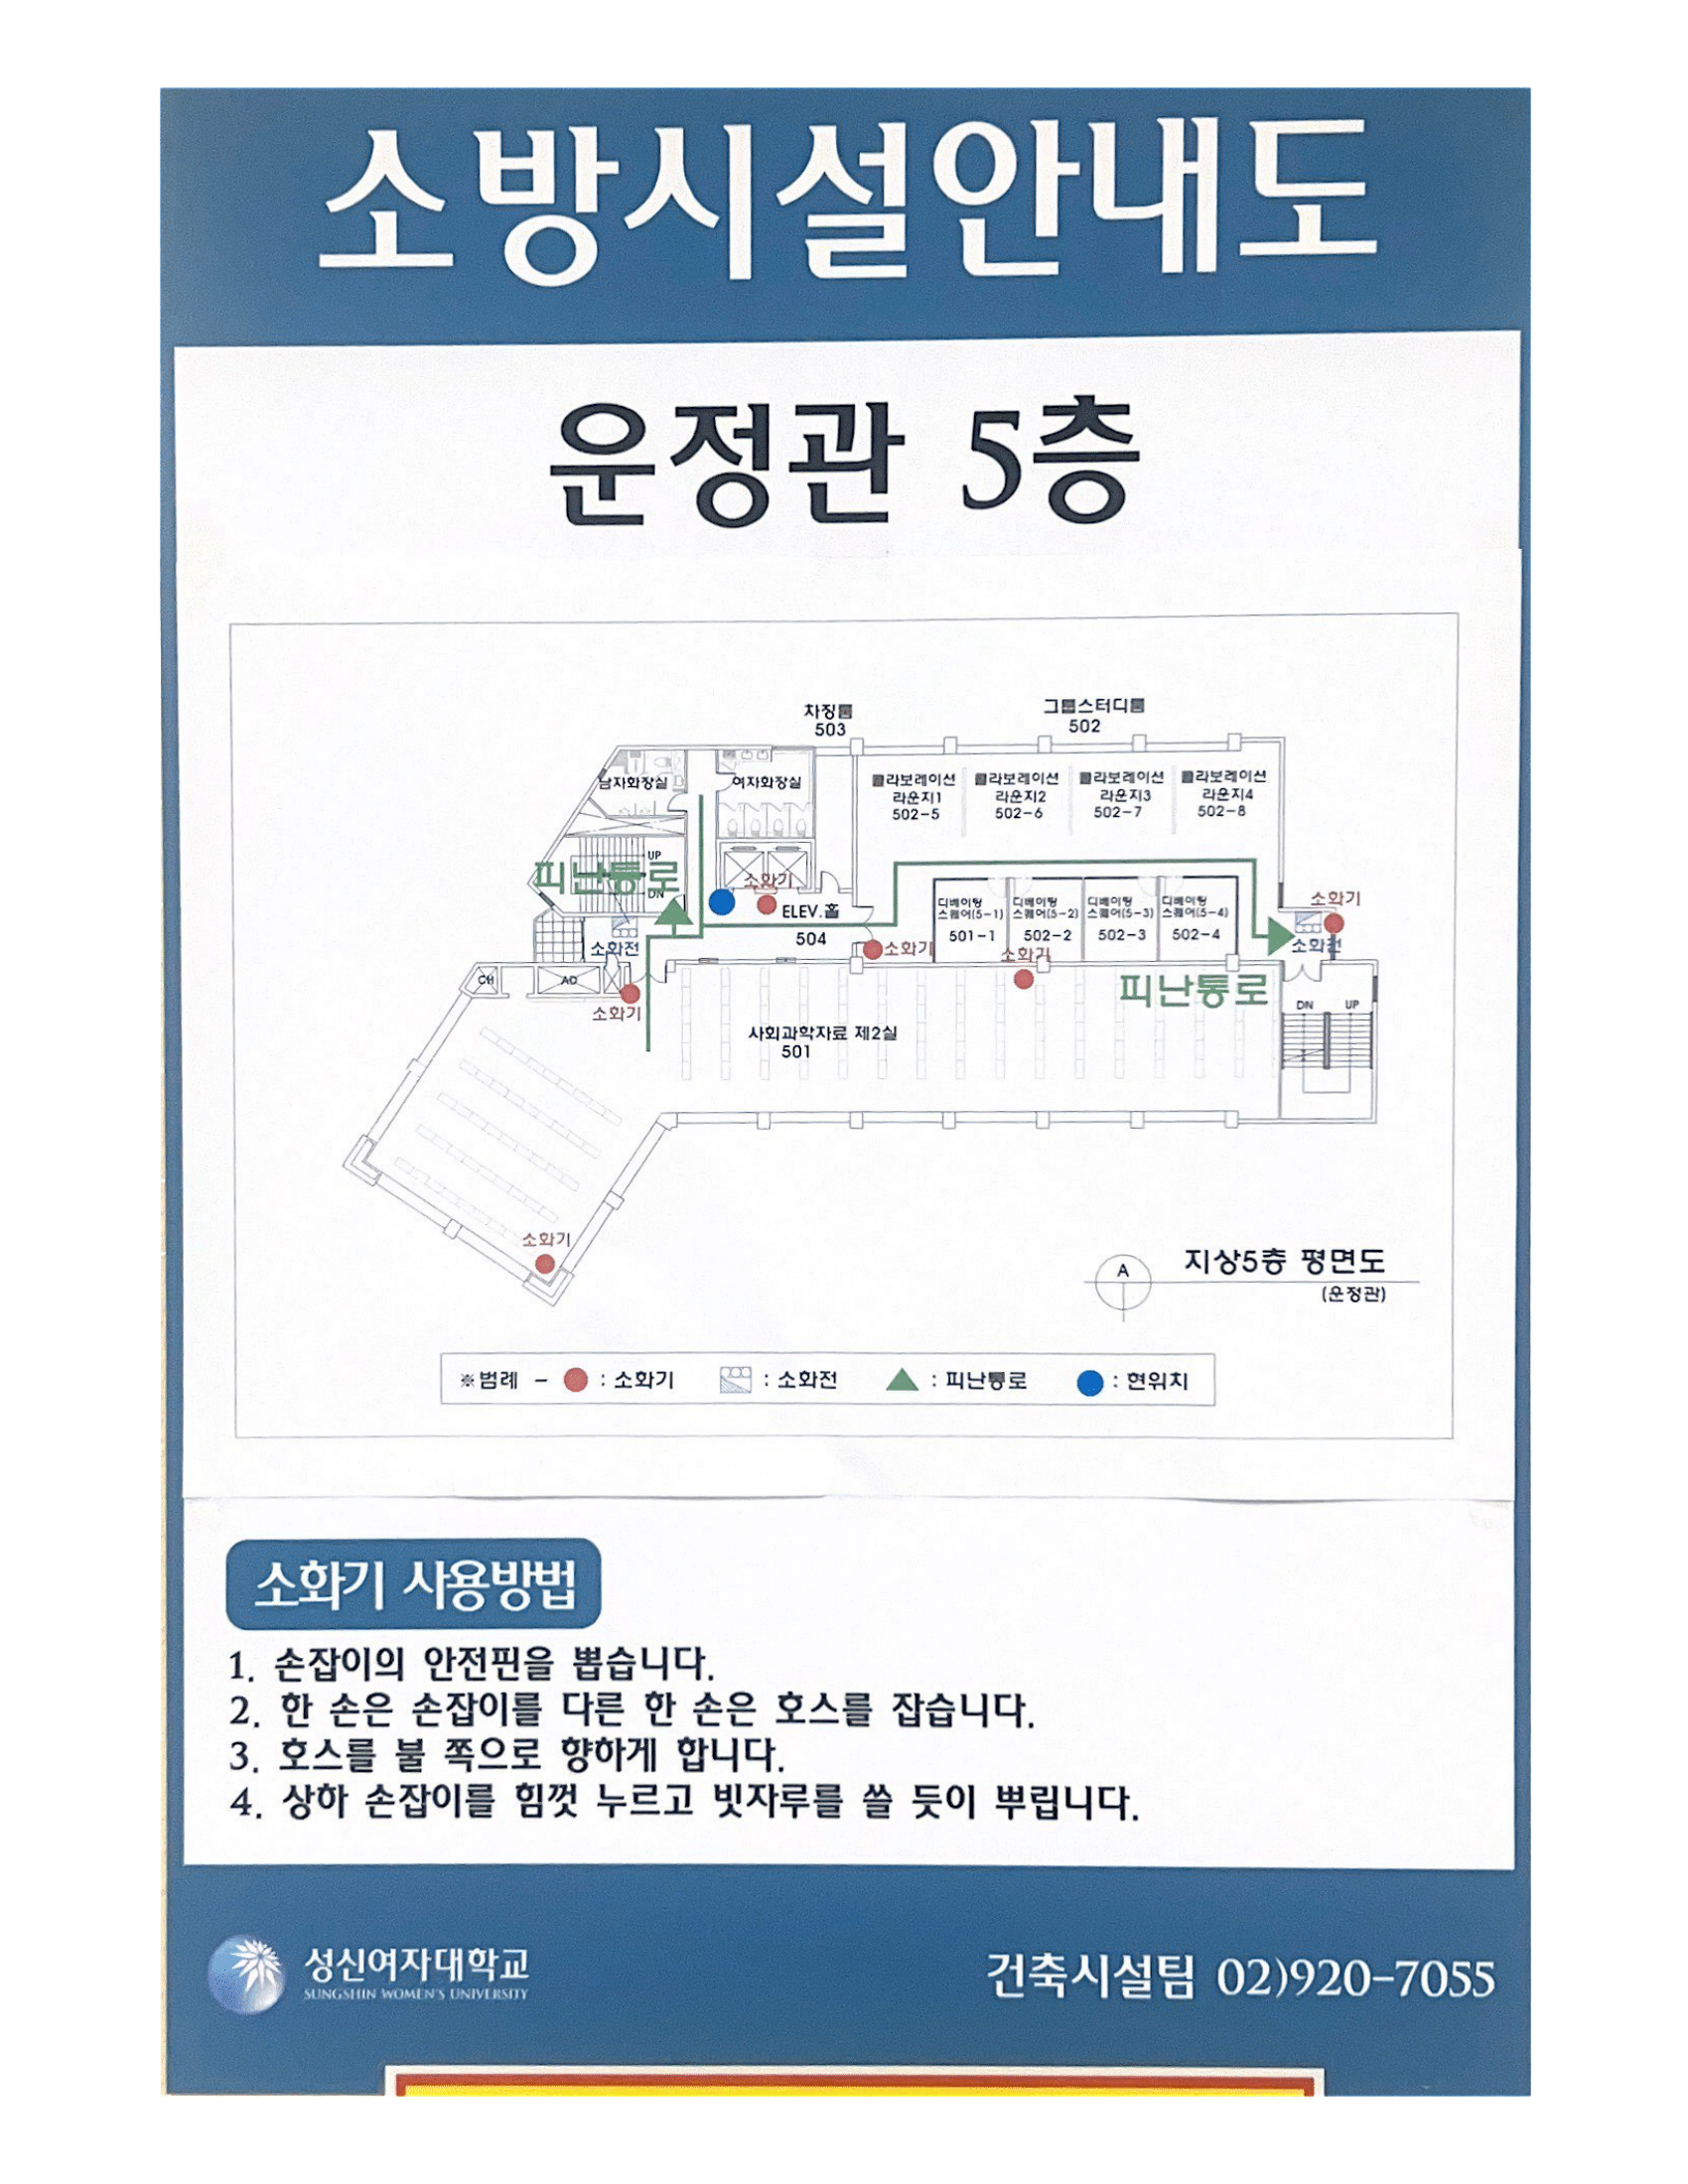 소방시설안내도
운정관 5층
차징룸
503
그룹스터디룸
502
남자화장실
여자화장실
콜라보레이션
라운지1
502-5
콜라보레이션
라운지2
502-6
콜라보레이션
라운지3
502-7
콜라보레이션
라운지4
502-8
UP
피난통로
DN
소화기
ELEV.홀
504
디베이팅
스퀘어(5-1)
501-1
디베이팅
스퀘어(5-2)
502-2
디베이팅
스퀘어(5-3)
502-3
디베이팅
스퀘어(5-4)
502-4
소화기
소화전
소화전
소화기
소화기
CH
AD
소화기
피난통로
DN
UP
사회과학자료 제2실
501
소화기
A
지상5층 평면도
(운정관)
※범례 - : 소화기 : 소화전 : 피난통로 : 현위치
소화기 사용방법
1. 손잡이의 안전핀을 뽑습니다.
2. 한 손은 손잡이를 다른 한 손은 호스를 잡습니다.
3. 호스를 불 쪽으로 향하게 합니다.
4. 상하 손잡이를 힘껏 누르고 빗자루를 쓸 듯이 뿌립니다.
성신여자대학교
SUNGSHIN WOMEN'S UNIVERSITY
건축시설팀 02)920-7055